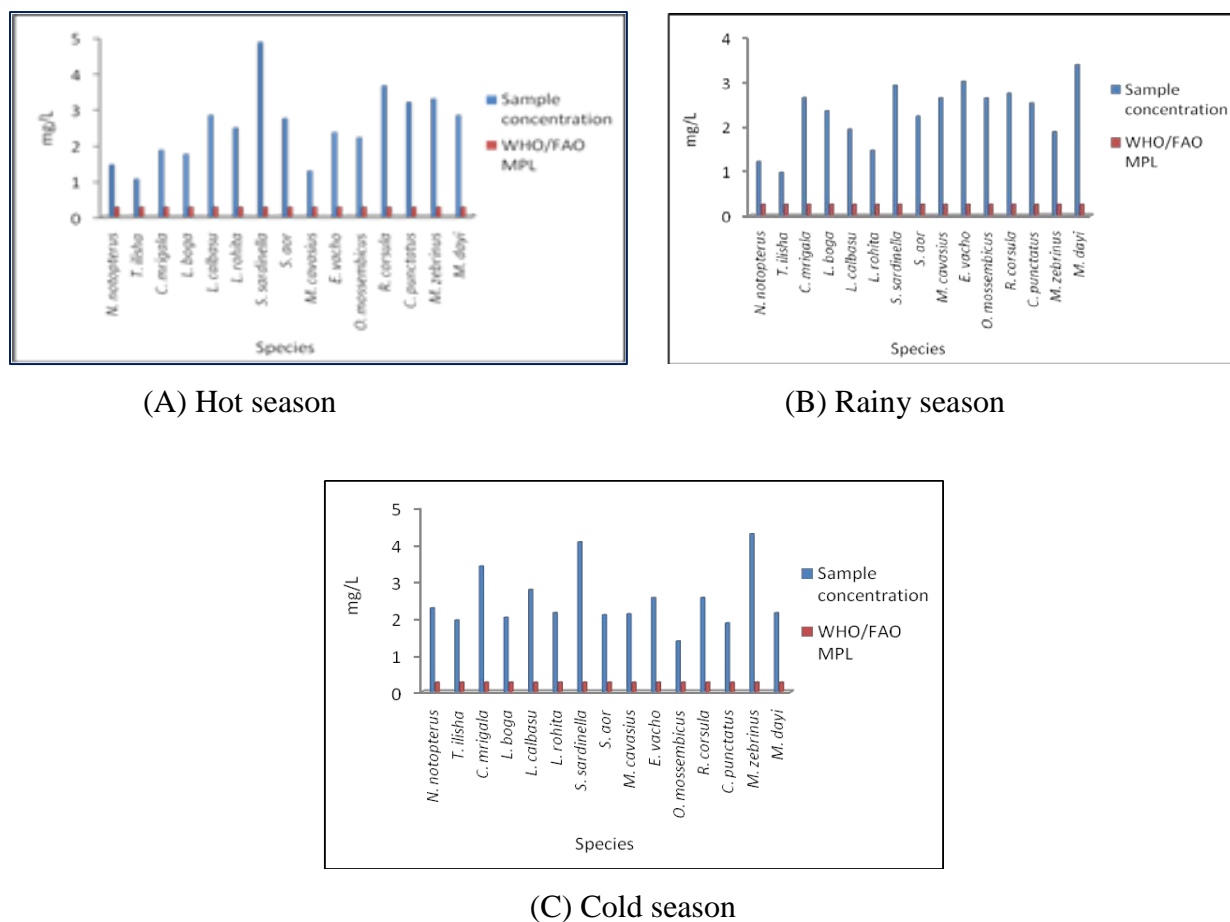 5
4
3
2
1
0
mg/L
N. notopterus
T. ilisha
C. mrigala
L. boga
L. calbasu
L. rohita
S. sardinella
S. aor
M. cavasius
E. vacho
O. mossembicus
R. corsula
C. punctatus
M. zebrinus
M. dayi
Species
Sample
concentration
WHO/FAO
MPL
(A) Hot season
4
3
2
1
0
mg/L
N. notopterus
T. ilisha
C. mrigala
L. boga
L. calbasu
L. rohita
S. sardinella
S. aor
M. cavasius
E. vacho
O. mossembicus
R. corsula
C. punctatus
M. zebrinus
M. dayi
Species
Sample
concentration
WHO/FAO
MPL
(B) Rainy season
5
4
3
2
1
0
mg/L
N. notopterus
T. ilisha
C. mrigala
L. boga
L. calbasu
L. rohita
S. sardinella
S. aor
M. cavasius
E. vacho
O. mossembicus
R. corsula
C. punctatus
M. zebrinus
M. dayi
Species
Sample
concentration
WHO/FAO
MPL
(C) Cold season